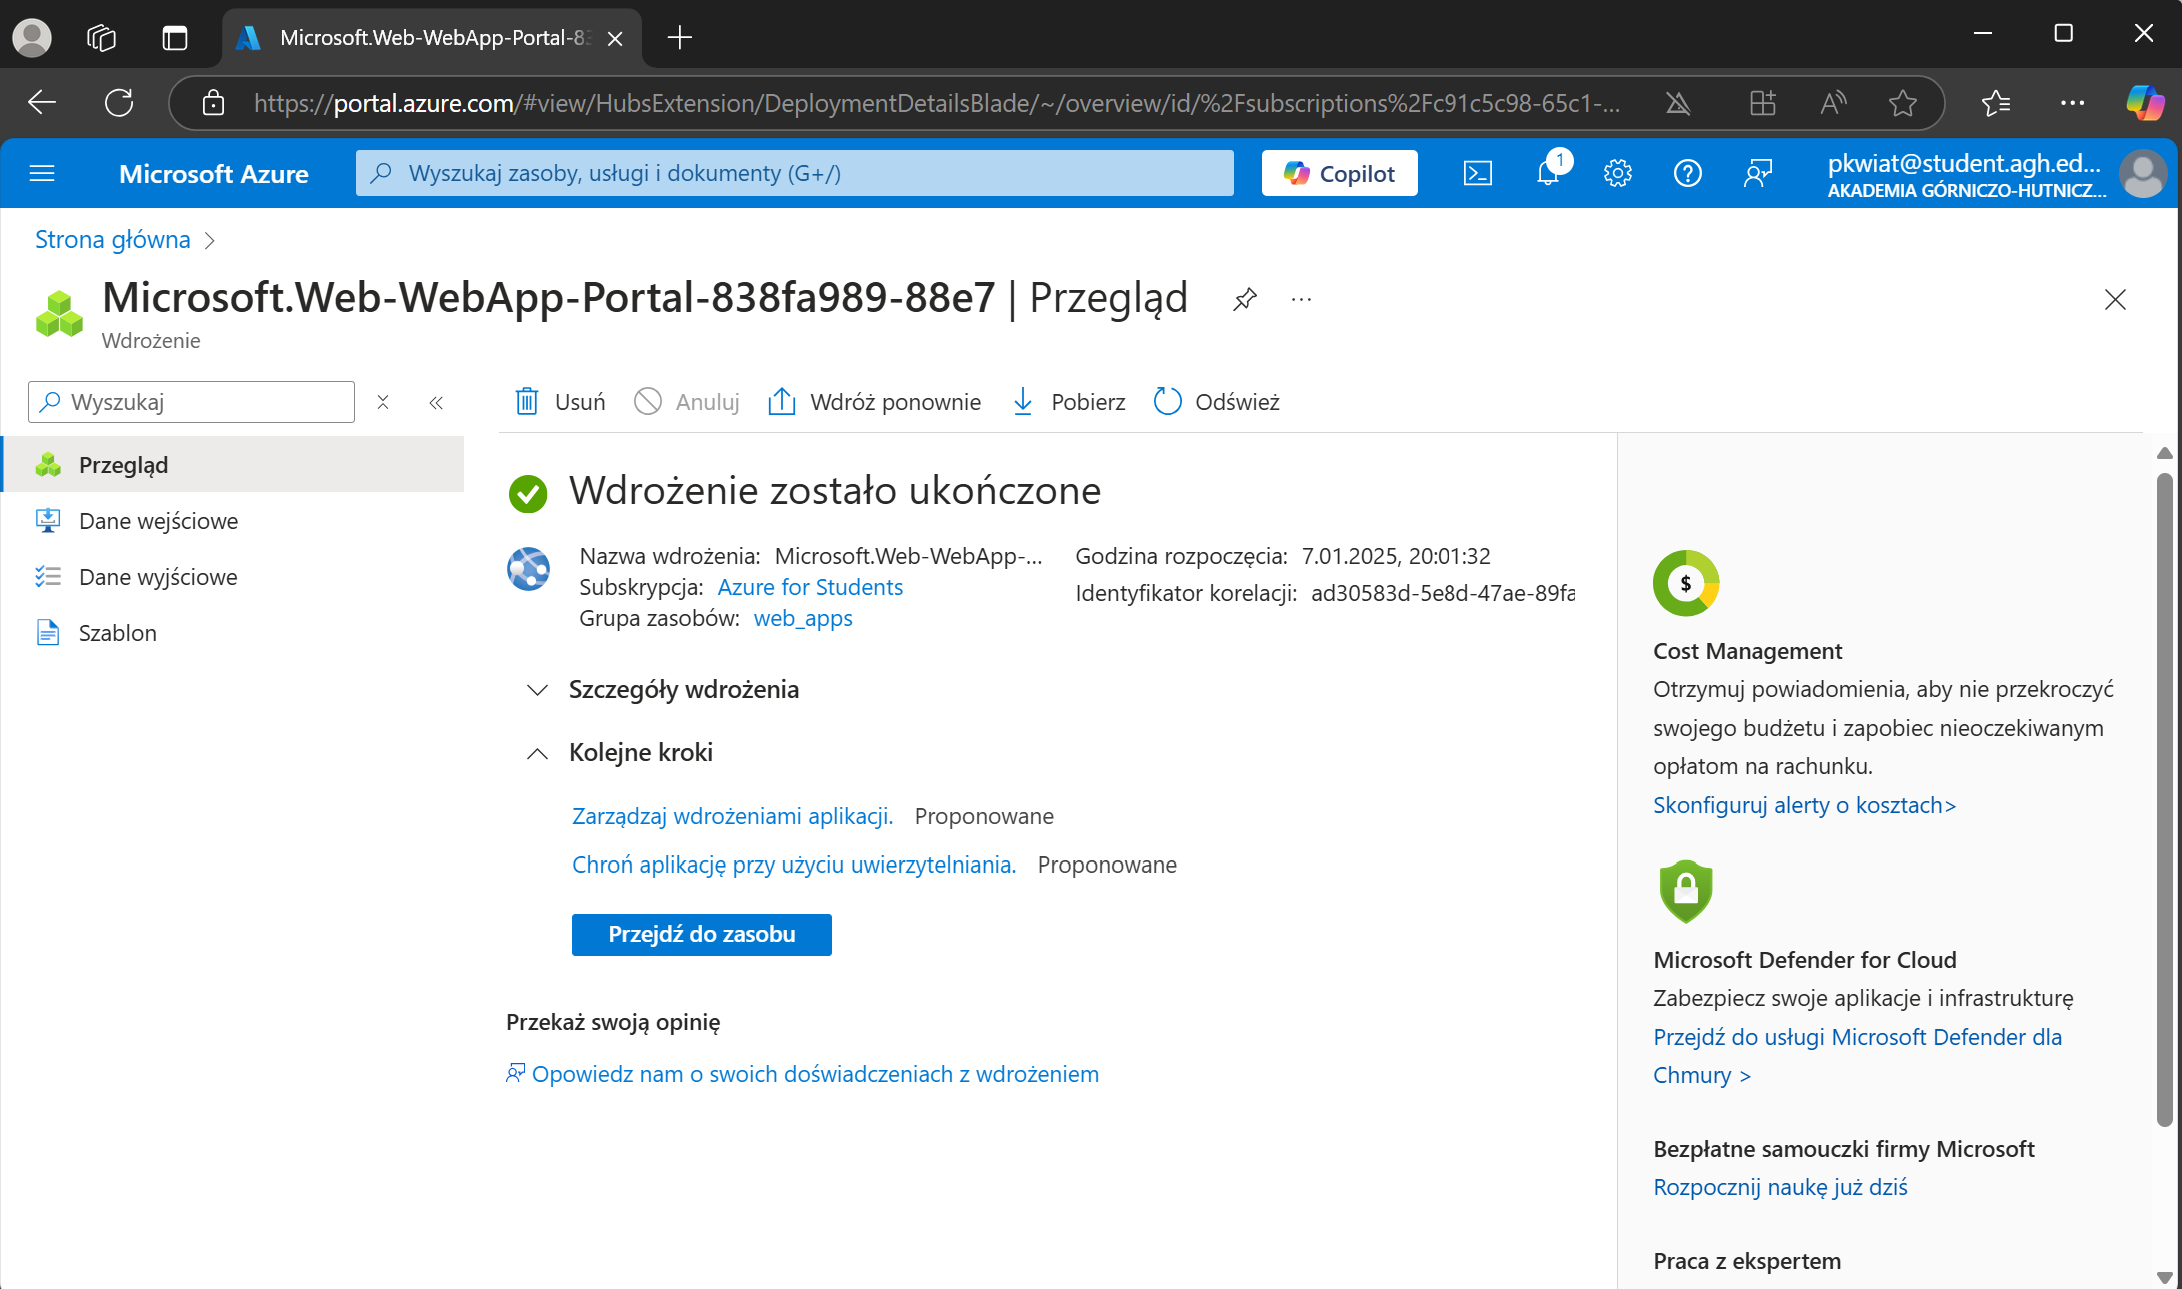 Microsoft.Web-WebApp-Portal-83
https://portal.azure.com/#view/HubsExtension/DeploymentDetailsBlade/~/overview/id/%2Fsubscriptions%2Fc91c5c98-65c1-...
Microsoft Azure
Wyszukaj zasoby, usługi i dokumenty (G+/)
Copilot
1
pkwiat@student.agh.ed...
AKADEMIA GÓRNICZO-HUTNICZ...
Strona główna
Microsoft.Web-WebApp-Portal-838fa989-88e7 | Przegląd
Wdrożenie
Wyszukaj
Przegląd
Dane wejściowe
Dane wyjściowe
Szablon
Usuń
Anuluj
Wdróż ponownie
Pobierz
Odśwież
Wdrożenie zostało ukończone
Nazwa wdrożenia: Microsoft.Web-WebApp-...
Subskrypcja: Azure for Students
Grupa zasobów: web_apps
Godzina rozpoczęcia: 7.01.2025, 20:01:32
Identyfikator korelacji: ad30583d-5e8d-47ae-89fa
Szczegóły wdrożenia
Kolejne kroki
Zarządzaj wdrożeniami aplikacji. Proponowane
Chroń aplikację przy użyciu uwierzytelniania. Proponowane
Przejdź do zasobu
Przekaż swoją opinię
Opowiedz nam o swoich doświadczeniach z wdrożeniem
$
Cost Management
Otrzymuj powiadomienia, aby nie przekroczyć
swojego budżetu i zapobiec nieoczekiwanym
opłatom na rachunku.
Skonfiguruj alerty o kosztach>
Microsoft Defender for Cloud
Zabezpiecz swoje aplikacje i infrastrukturę
Przejdź do usługi Microsoft Defender dla
Chmury >
Bezpłatne samouczki firmy Microsoft
Rozpocznij naukę już dziś
Praca z ekspertem